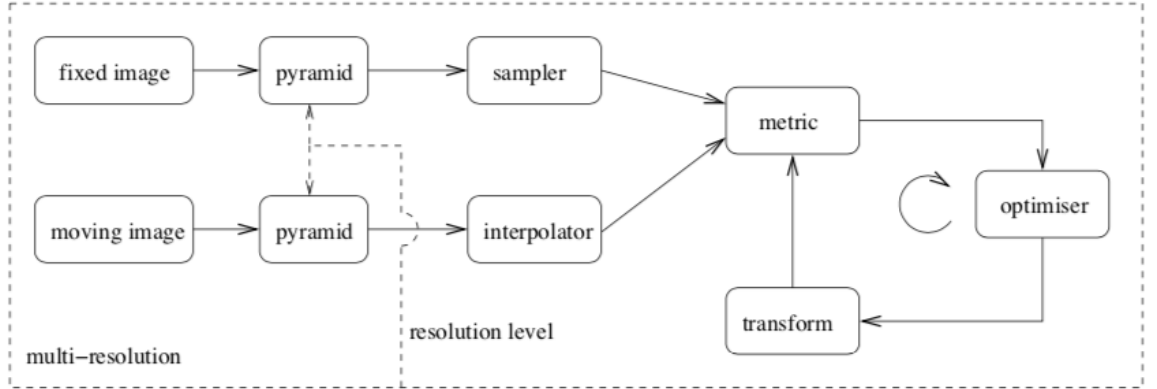 fixed image
pyramid
sampler
metric
optimiser
moving image
pyramid
interpolator
transform
resolution level
multi−resolution